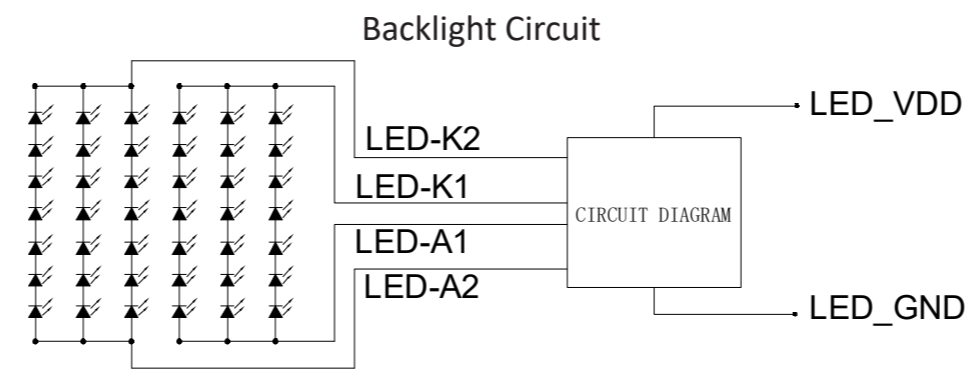 Backlight Circuit
LED_VDD
LED-K2
LED-K1
CIRCUIT DIAGRAM
LED-A1
LED-A2
LED_GND